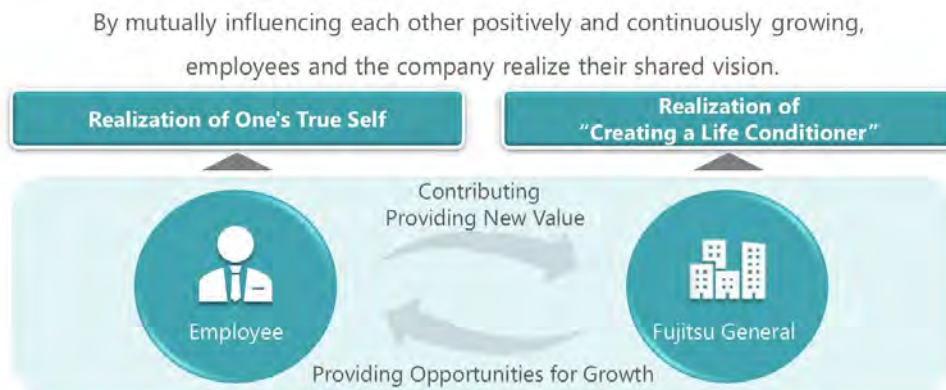 By mutually influencing each other positively and continuously growing,
employees and the company realize their shared vision.
Realization of One's True Self
Realization of
“Creating a Life Conditioner”
Contributing
Providing New Value
Employee
Fujitsu General
Providing Opportunities for Growth